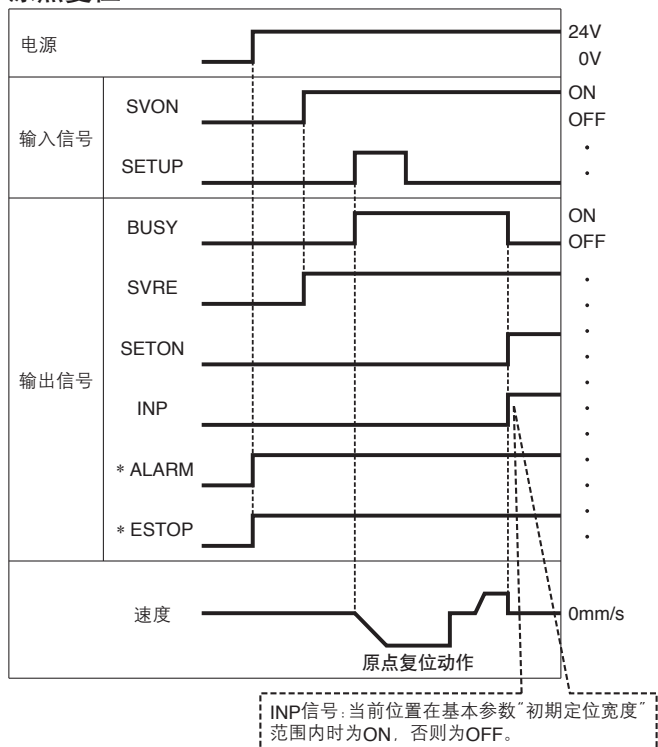 原点复位
电源
24V
0V
输入信号
SVON
ON
OFF
SETUP
输出信号
BUSY
ON
OFF
SVRE
SETON
INP
* ALARM
* ESTOP
速度
0mm/s
原点复位动作
INP信号:当前位置在基本参数"初期定位宽度"
范围内时为ON，否则为OFF。